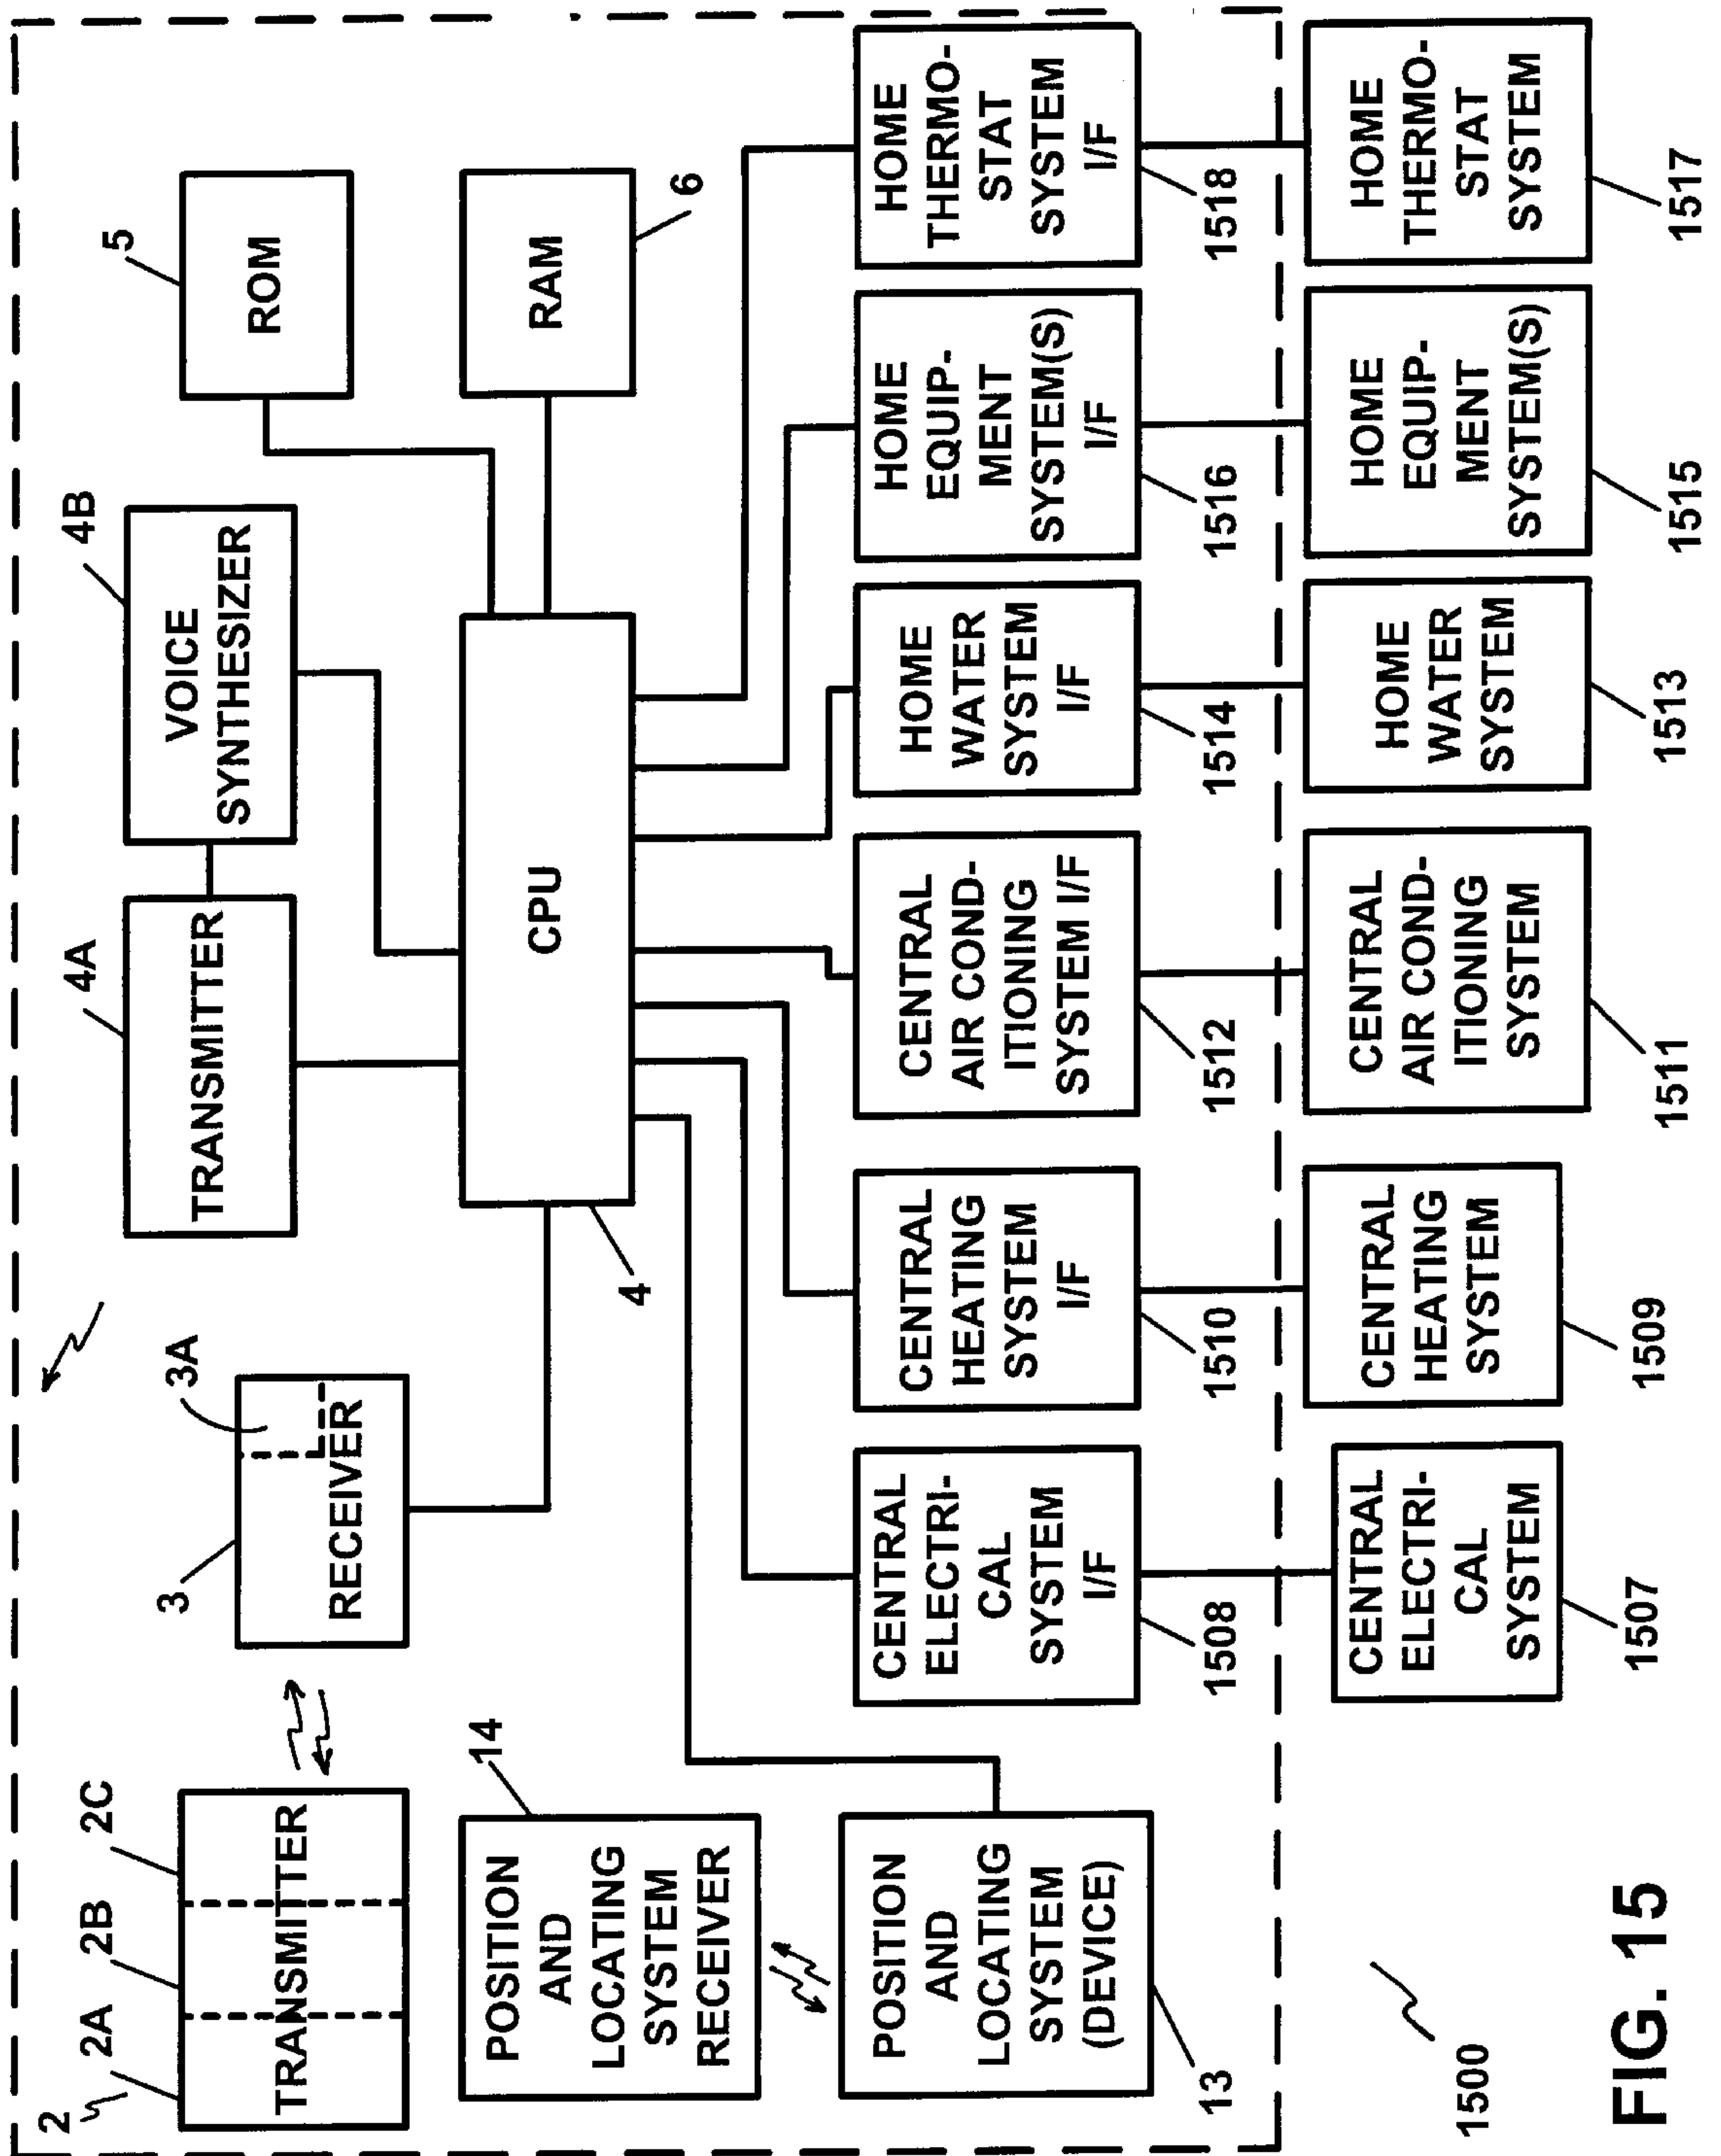 2
2A
2B
2C
TRANSMITTER
3
3A
RECEIVER
4A
TRANSMITTER
4B
VOICE
SYNTHESIZER
5
ROM
14
POSITION
AND
LOCATING
SYSTEM
RECEIVER
4
CPU
RAM
6
POSITION
AND
LOCATING
SYSTEM
(DEVICE)
13
CENTRAL
ELECTRI-
CAL
SYSTEM
I/F
1508
CENTRAL
HEATING
SYSTEM
I/F
1510
CENTRAL
AIR COND-
ITIONING
SYSTEM I/F
1512
HOME
WATER
SYSTEM
I/F
1514
HOME
EQUIP-
MENT
SYSTEM(S)
I/F
1516
HOME
THERMO-
STAT
SYSTEM
I/F
1518
CENTRAL
ELECTRI-
CAL
SYSTEM
1507
CENTRAL
HEATING
SYSTEM
1509
CENTRAL
AIR COND-
ITIONING
SYSTEM
1511
HOME
WATER
SYSTEM
1513
HOME
EQUIP-
MENT
SYSTEM(S)
1515
HOME
THERMO-
STAT
SYSTEM
1517
1500
FIG. 15